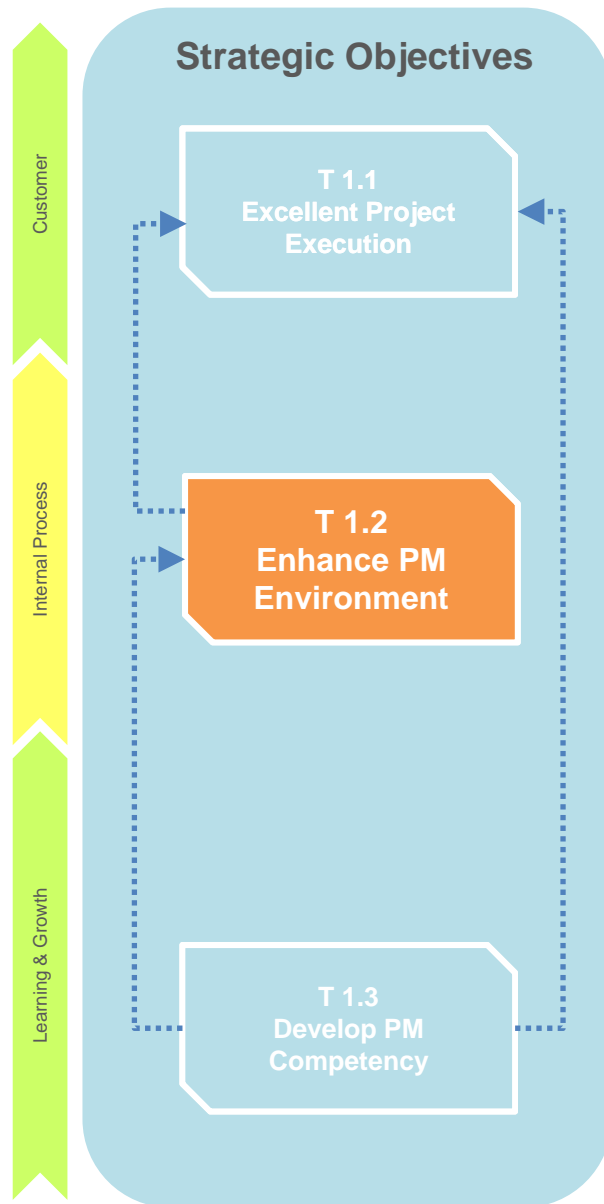 Strategic Objectives
Customer
T 1.1
Excellent Project
Execution
Internal Process
T 1.2
Enhance PM
Environment
Learning & Growth
T 1.3
Develop PM
Competency